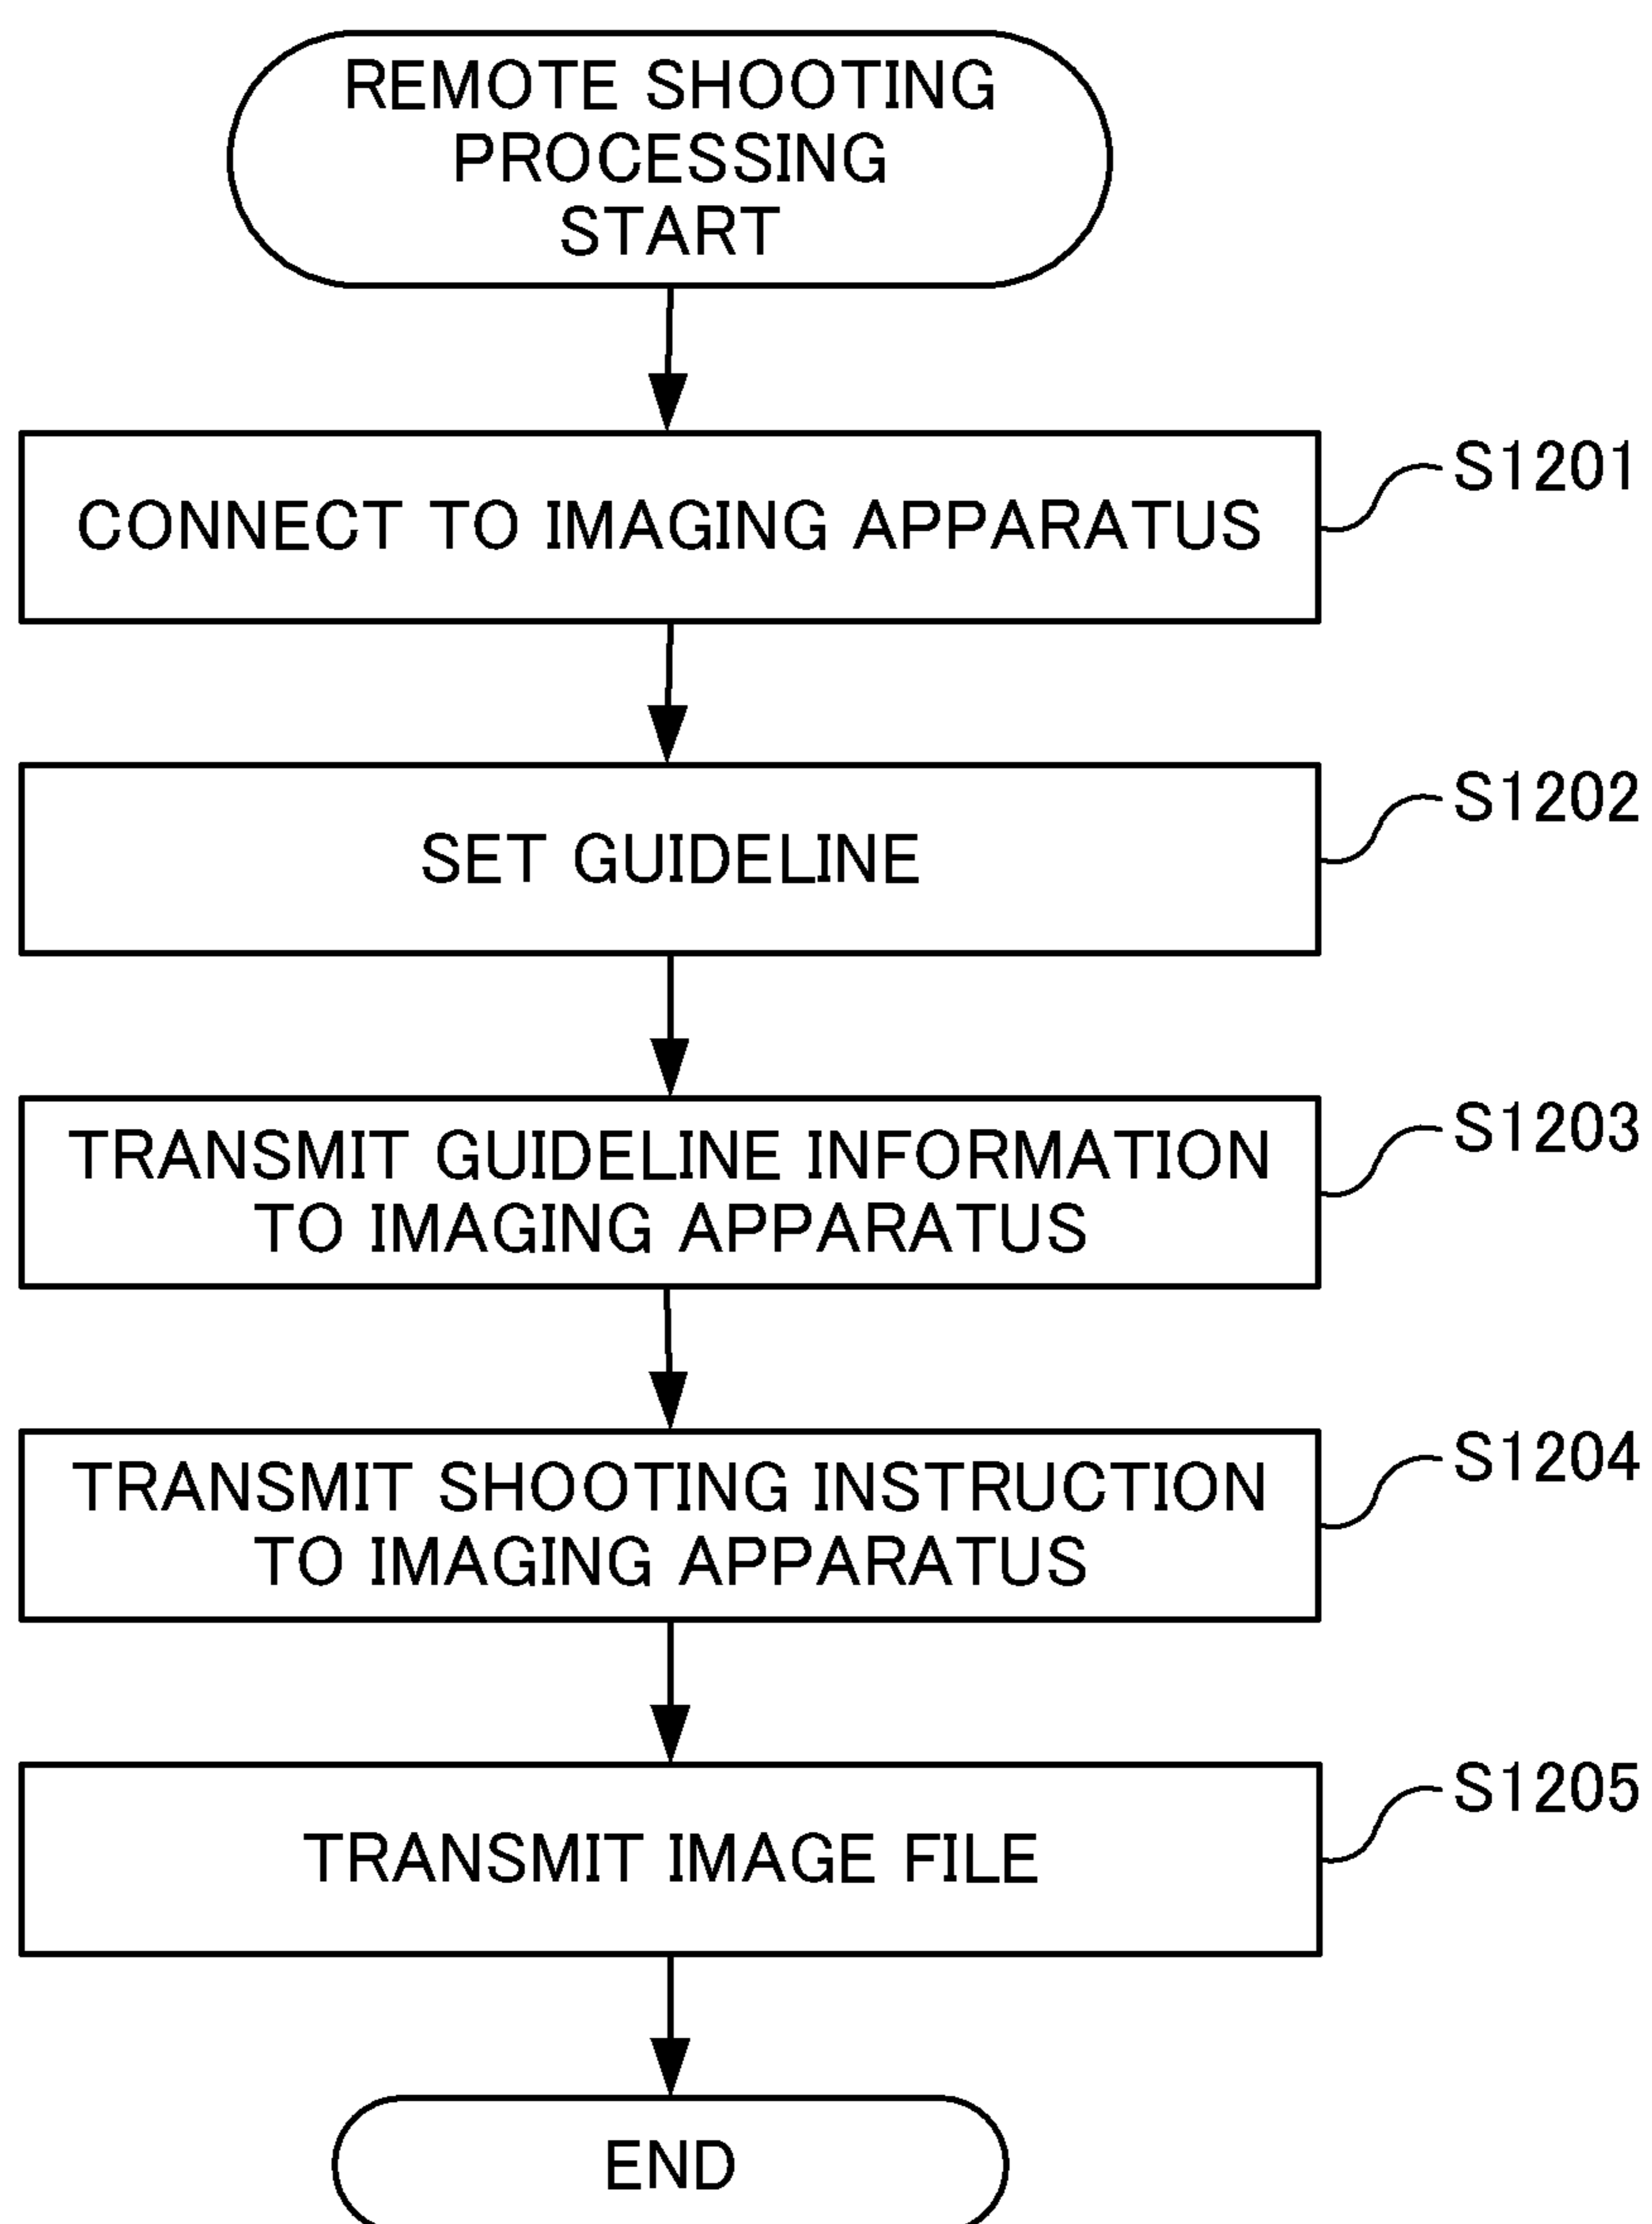 REMOTE SHOOTING
PROCESSING
START
CONNECT TO IMAGING APPARATUS
S1201
SET GUIDELINE
S1202
TRANSMIT GUIDELINE INFORMATION
TO IMAGING APPARATUS
S1203
TRANSMIT SHOOTING INSTRUCTION
TO IMAGING APPARATUS
S1204
TRANSMIT IMAGE FILE
S1205
END